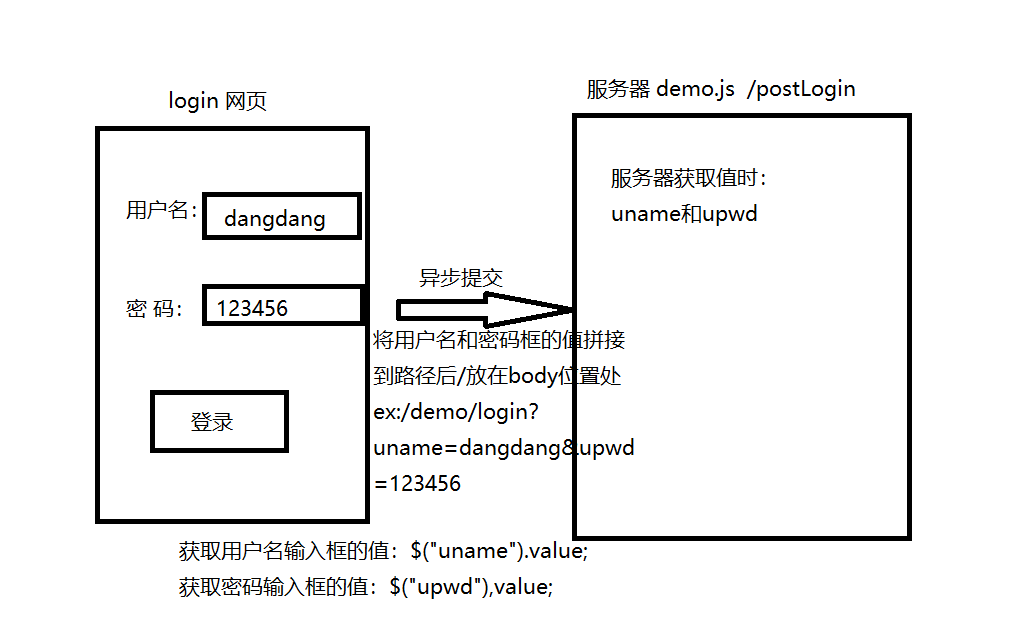 login 网页
服务器 demo.js /postLogin
用户名：
dangdang
密 码：
123456
登录
异步提交
将用户名和密码框的值拼接
到路径后/放在body位置处
ex:/demo/login?
uname=dangdang&upwd
=123456
服务器获取值时：
uname和upwd
获取用户名输入框的值：$("uname").value;
获取密码输入框的值：$("upwd"),value;